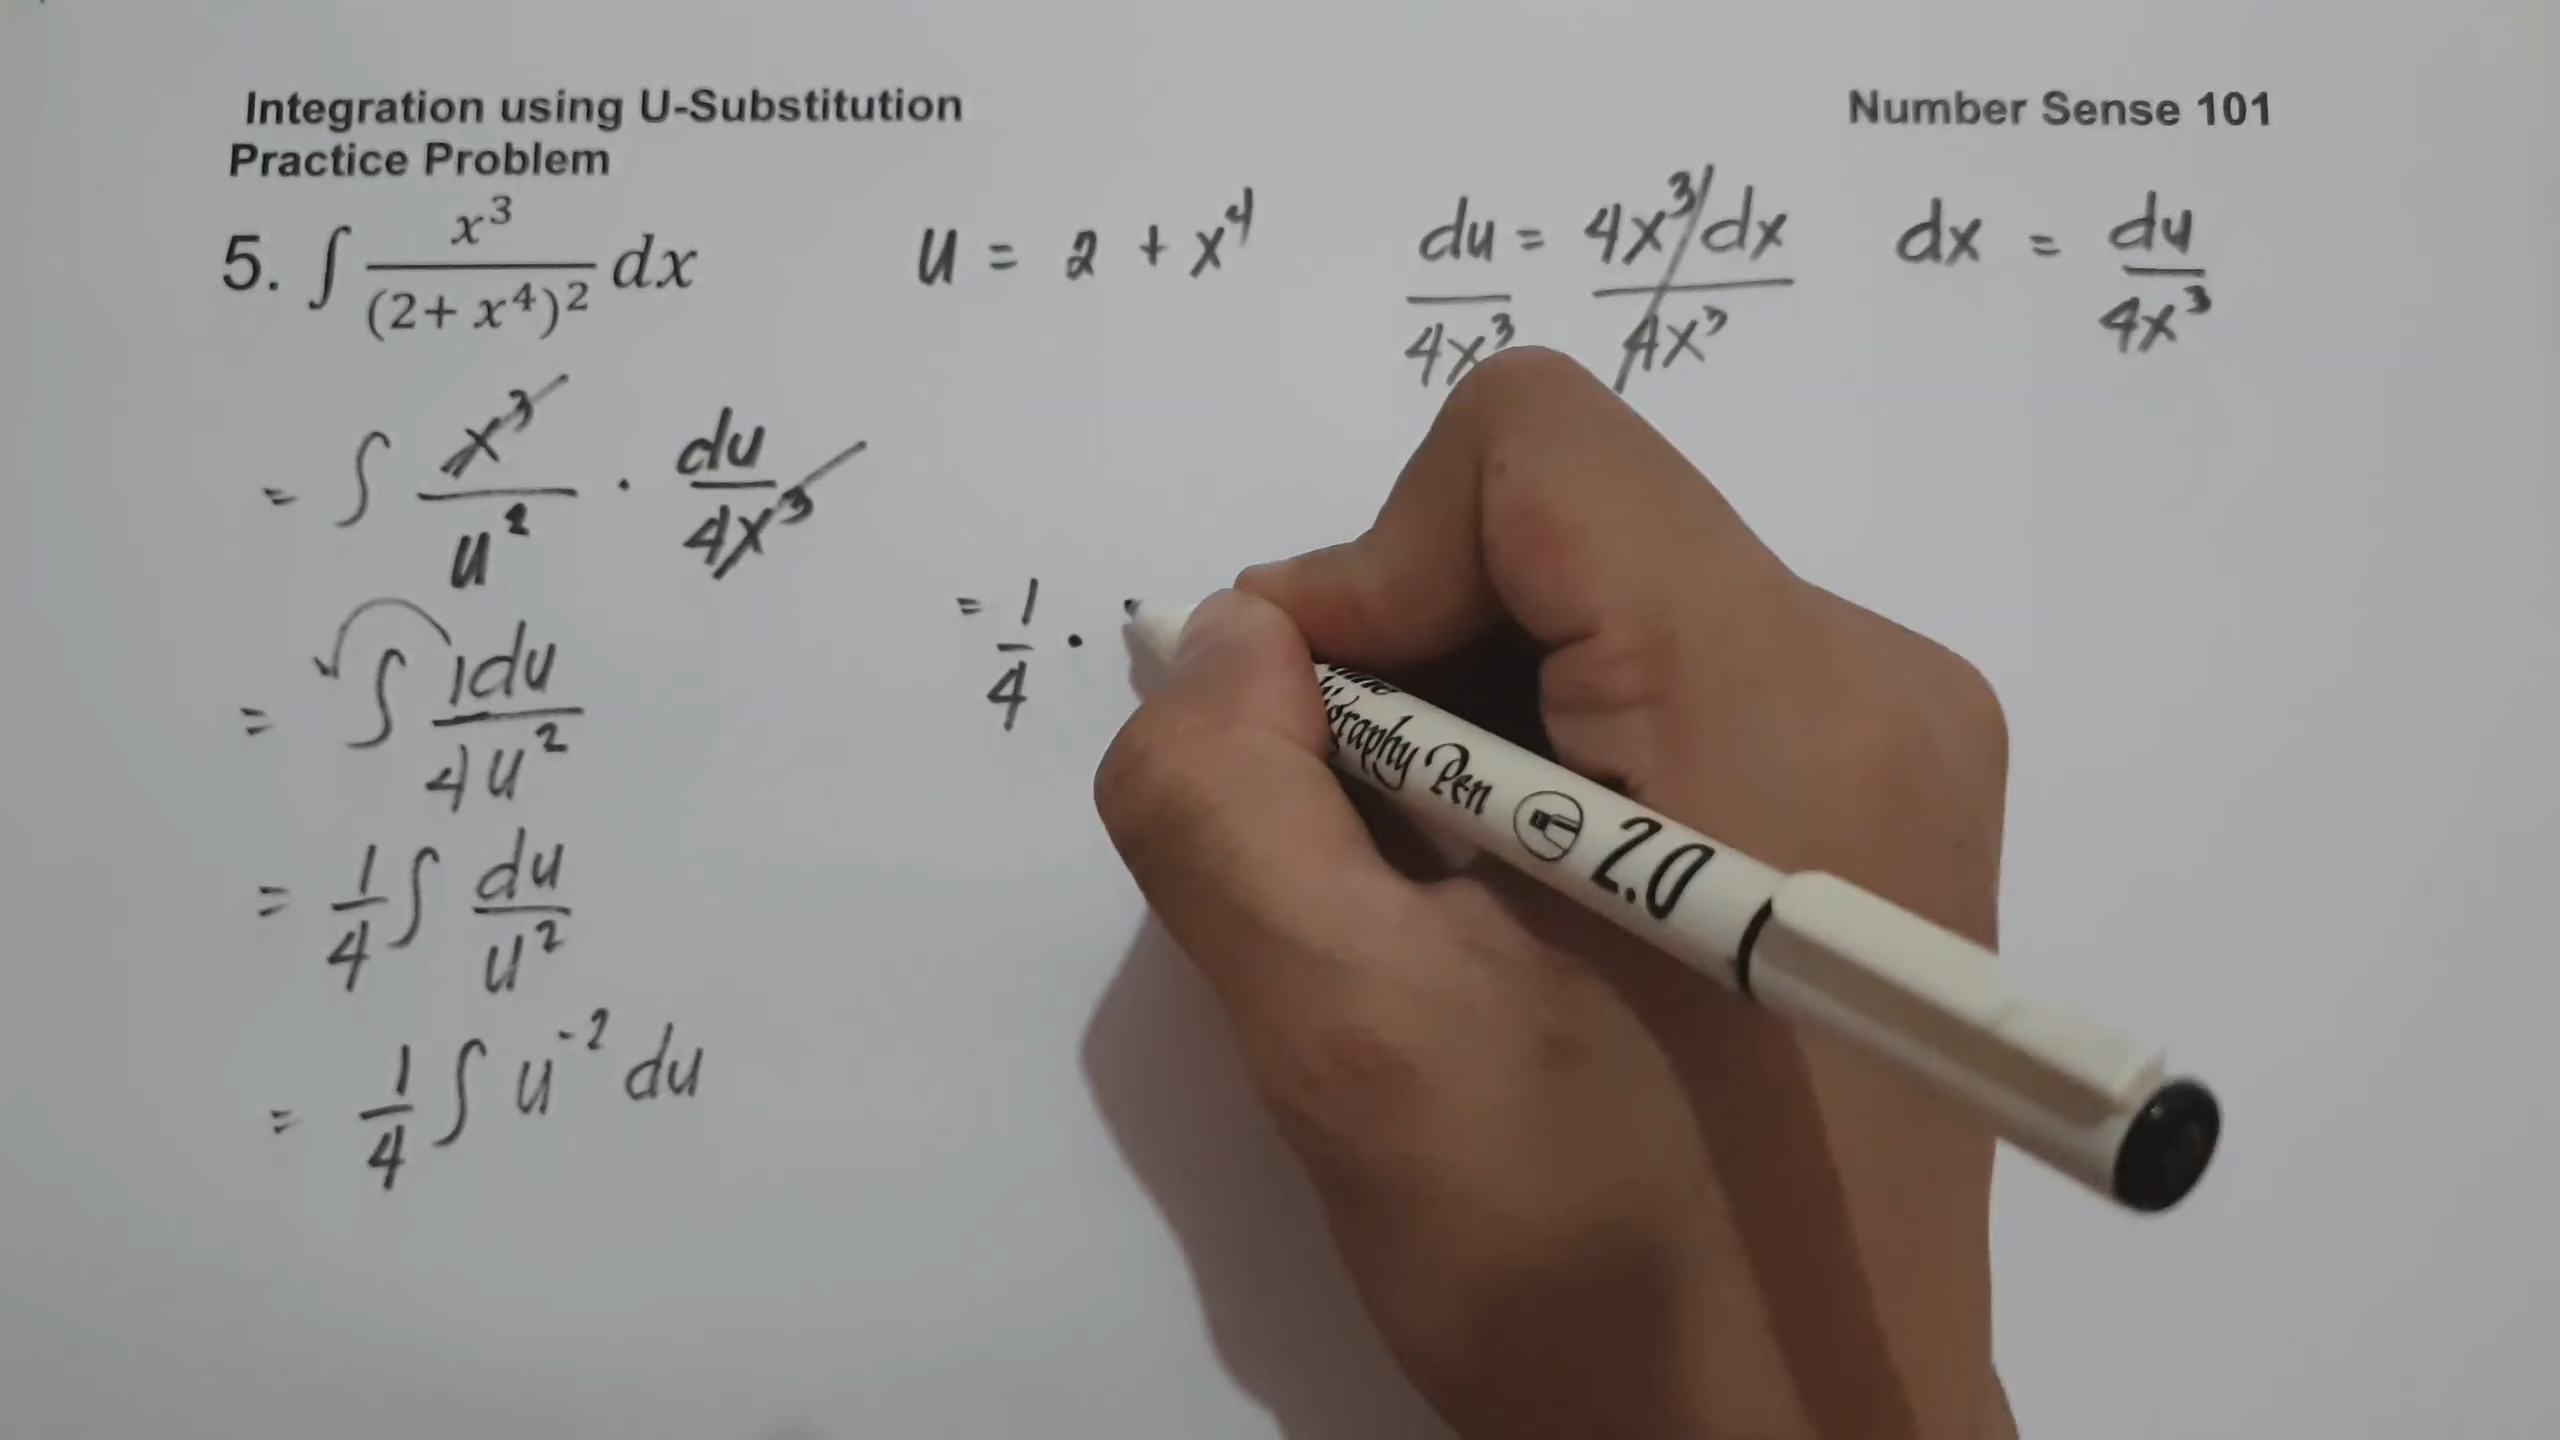 Integration using U-Substitution
Number Sense 101
Practice Problem
5. ∫ x³/(2+ x⁴)² dx
u = 2 + x⁴
du/4x³ = 4x³dx/4x³
dx = du/4x³
= ∫ x³/u² · du/4x³
= ∫ 1du/4u²
= 1/4 ∫ du/u²
= 1/4 ∫ u⁻² du
= 1/4 ·
Pen 2.0